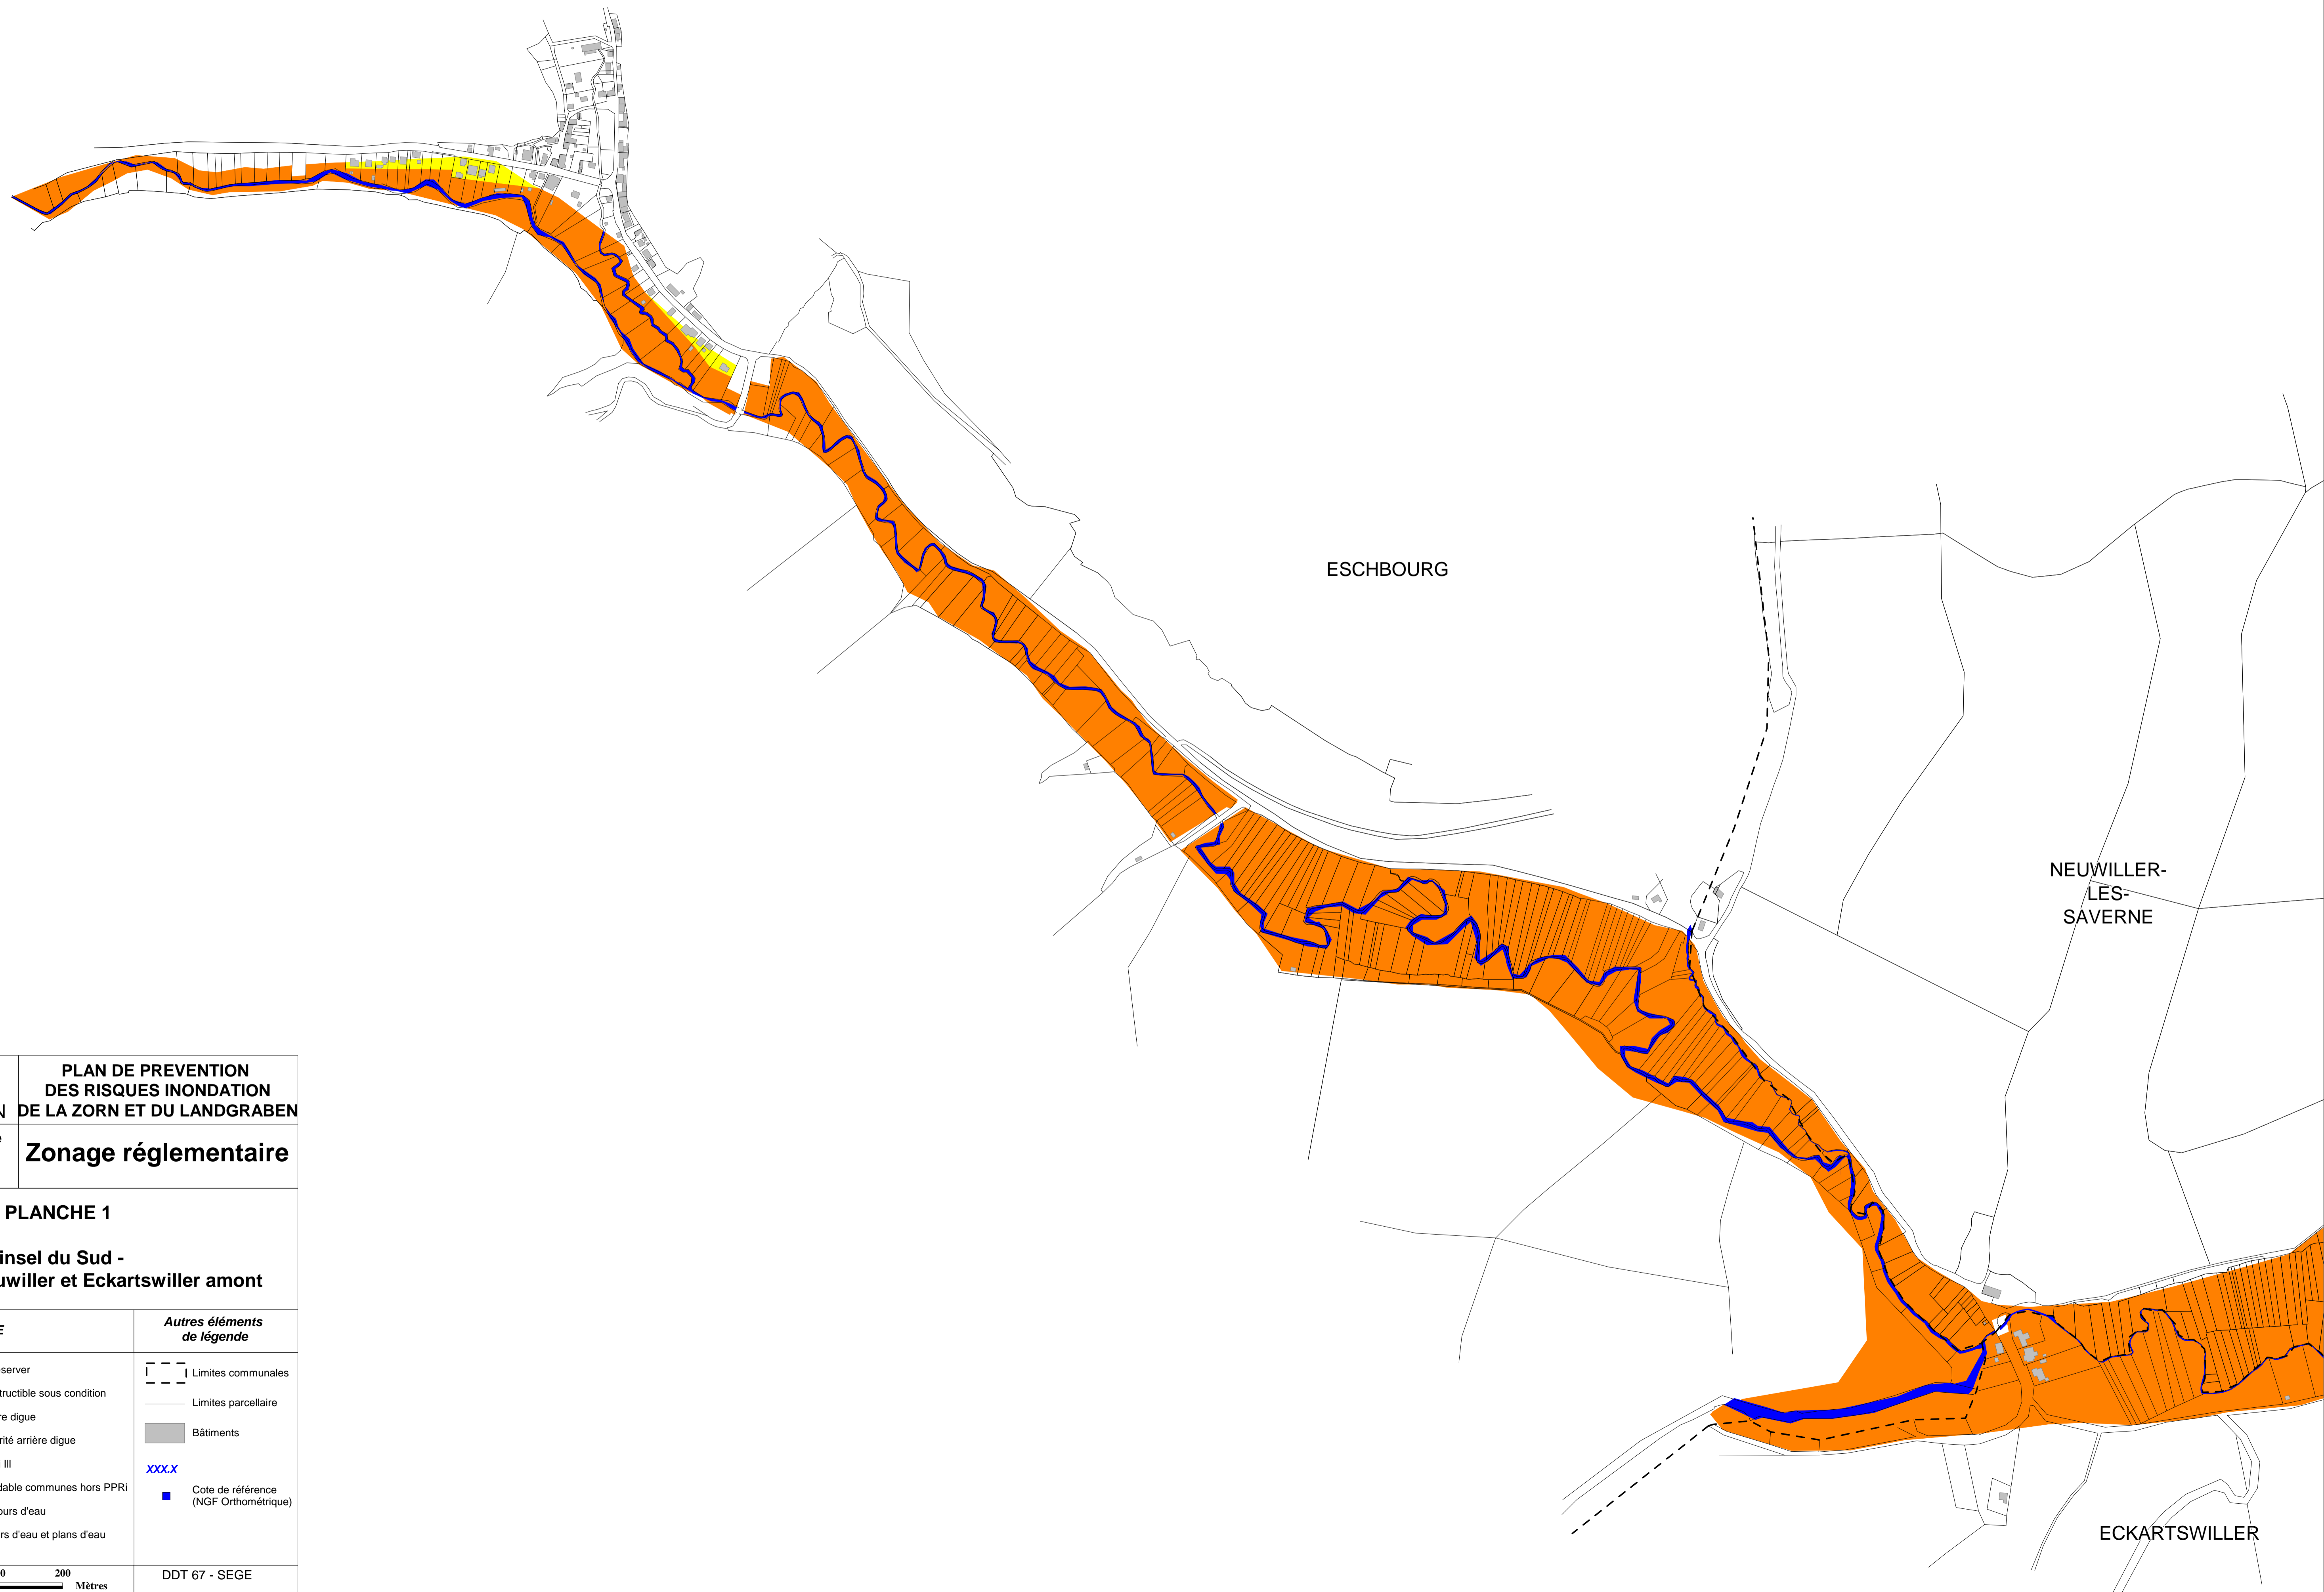 ESCHBOURG
NEUWILLER-
LES-
SAVERNE
ECKARTSWILLER
PLAN DE PREVENTION
DES RISQUES INONDATION
DE LA ZORN ET DU LANDGRABEN
Zonage réglementaire
PLANCHE 1
insel du Sud -
uwiller et Eckartswiller amont
Autres éléments
de légende
server
tructible sous condition
re digue
rité arrière digue
III
dable communes hors PPRi
ours d'eau
rs d'eau et plans d'eau
Limites communales
Limites parcellaire
Bâtiments
XXX.X
Cote de référence
(NGF Orthométrique)
200
Mètres
DDT 67 - SEGE